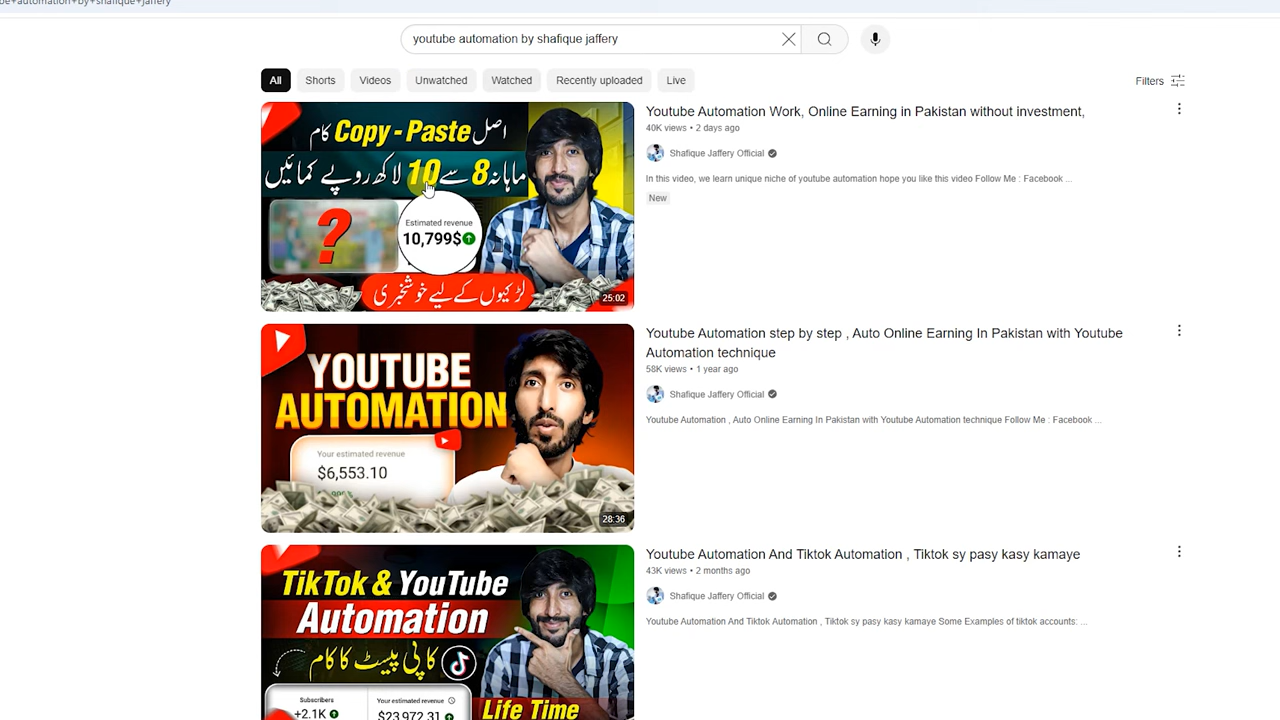 be+automation+by+shafique+jaffery
youtube automation by shafique jaffery
All Shorts Videos Unwatched Watched Recently uploaded Live Filters
اصل Copy - Paste کام
ماہانہ 8 سے 10 لاکھ روپے کمائیں
?
Estimated revenue
10,799$
لڑکیوں کے لیے خوشخبری
25:02
Youtube Automation Work, Online Earning in Pakistan without investment,
40K views • 2 days ago
Shafique Jaffery Official
In this video, we learn unique niche of youtube automation hope you like this video Follow Me : Facebook ...
New
YOUTUBE
AUTOMATION
Your estimated revenue
$6,553.10
28:36
Youtube Automation step by step , Auto Online Earning In Pakistan with Youtube
Automation technique
58K views • 1 year ago
Shafique Jaffery Official
Youtube Automation , Auto Online Earning In Pakistan with Youtube Automation technique Follow Me : Facebook ...
TikTok & YouTube
Automation
کاپی پیسٹ کا کام
Subscribers
+2.1K
Your estimated revenue
$23,972.31
Life Time
Youtube Automation And Tiktok Automation , Tiktok sy pasy kasy kamaye
43K views • 2 months ago
Shafique Jaffery Official
Youtube Automation And Tiktok Automation , Tiktok sy pasy kasy kamaye Some Examples of tiktok accounts: ...